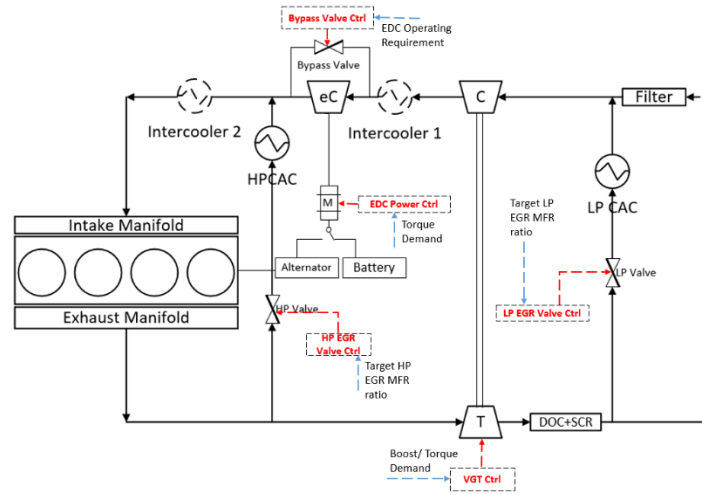 Bypass Valve Ctrl
EDC Operating
Requirement
Bypass Valve
eC
C
Filter
Intercooler 2
Intercooler 1
HPCAC
LP CAC
M
EDC Power Ctrl
Torque
Demand
Target LP
EGR MFR
ratio
Intake Manifold
Alternator
Battery
LP Valve
HP Valve
Exhaust Manifold
LP EGR Valve Ctrl
HP EGR
Valve Ctrl
Target HP
EGR MFR
ratio
T
DOC+SCR
Boost/ Torque
Demand
VGT Ctrl